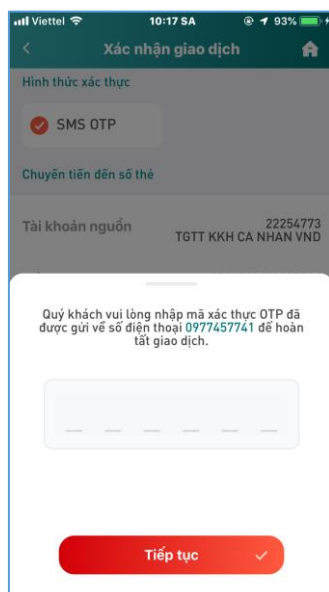 Viettel 10:17 SA 93%
Xác nhận giao dịch
Hình thức xác thực
SMS OTP
Chuyển tiền đến số thẻ
Tài khoản nguồn 22254773
TGTT KKH CA NHAN VND
Quý khách vui lòng nhập mã xác thực OTP đã
được gửi về số điện thoại 0977457741 để hoàn
tất giao dịch.
Tiếp tục